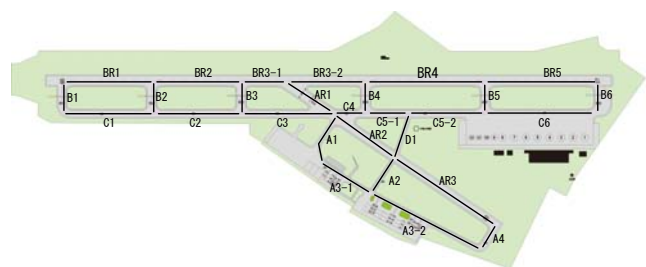 BR1 BR2 BR3-1 BR3-2 BR4 BR5
B1 B2 B3 AR1 B4 B5 B6
C1 C2 C3 C4 C5-1 C5-2 C6
A1 AR2 D1
A3-1 A2 AR3
A3-2 A4